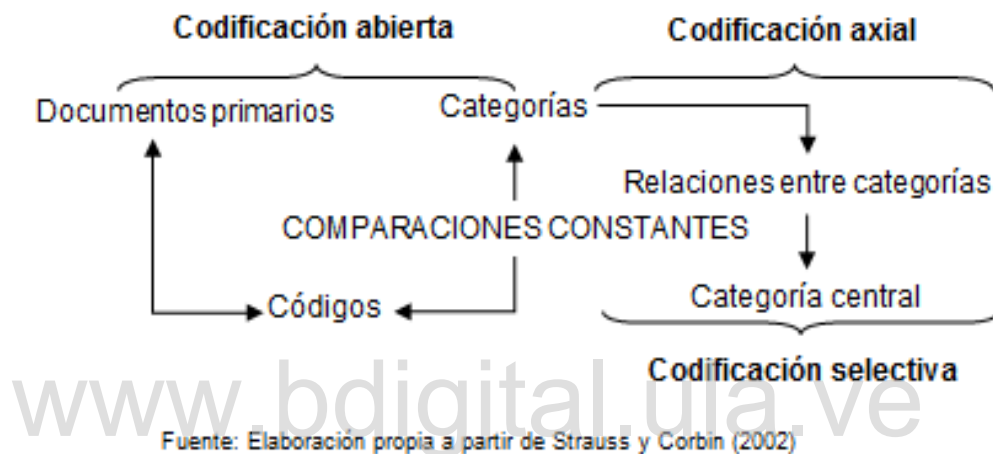 Codificación abierta
Codificación axial
Documentos primarios
Categorías
Relaciones entre categorías
COMPARACIONES CONSTANTES
Códigos
Categoría central
Codificación selectiva
www.bdigital.ula.ve
Fuente: Elaboración propia a partir de Strauss y Corbin (2002)